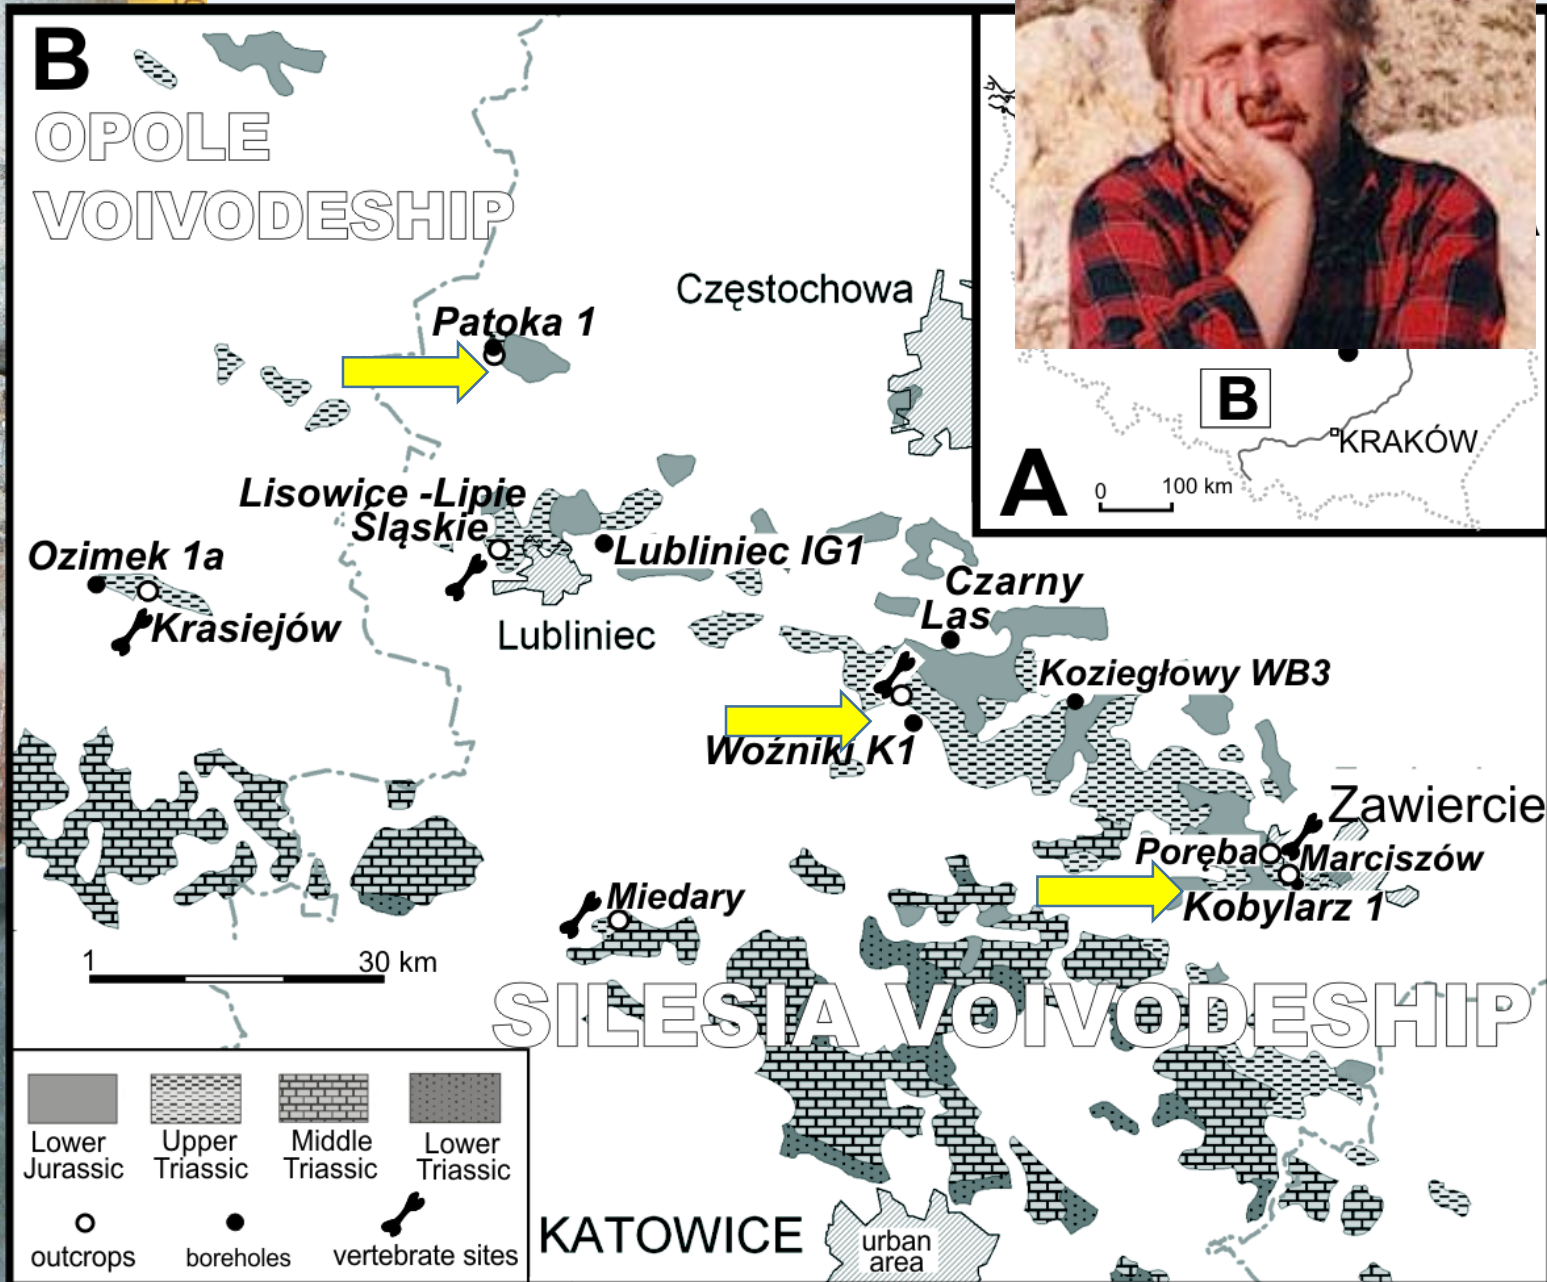 B
OPOLE
VOIVODESHIP
Częstochowa
Patoka 1
B
KRAKÓW
A
0 100 km
Lisowice -Lipie
Śląskie
Lubliniec IG1
Ozimek 1a
Krasiejów
Lubliniec
Czarny
Las
Koziegłowy WB3
Woźniki K1
Zawiercie
Poręba
Marciszów
Kobylarz 1
Miedary
1 30 km
SILESIA VOIVODESHIP
Lower
Jurassic
Upper
Triassic
Middle
Triassic
Lower
Triassic
outcrops
boreholes
vertebrate sites
KATOWICE
urban
area